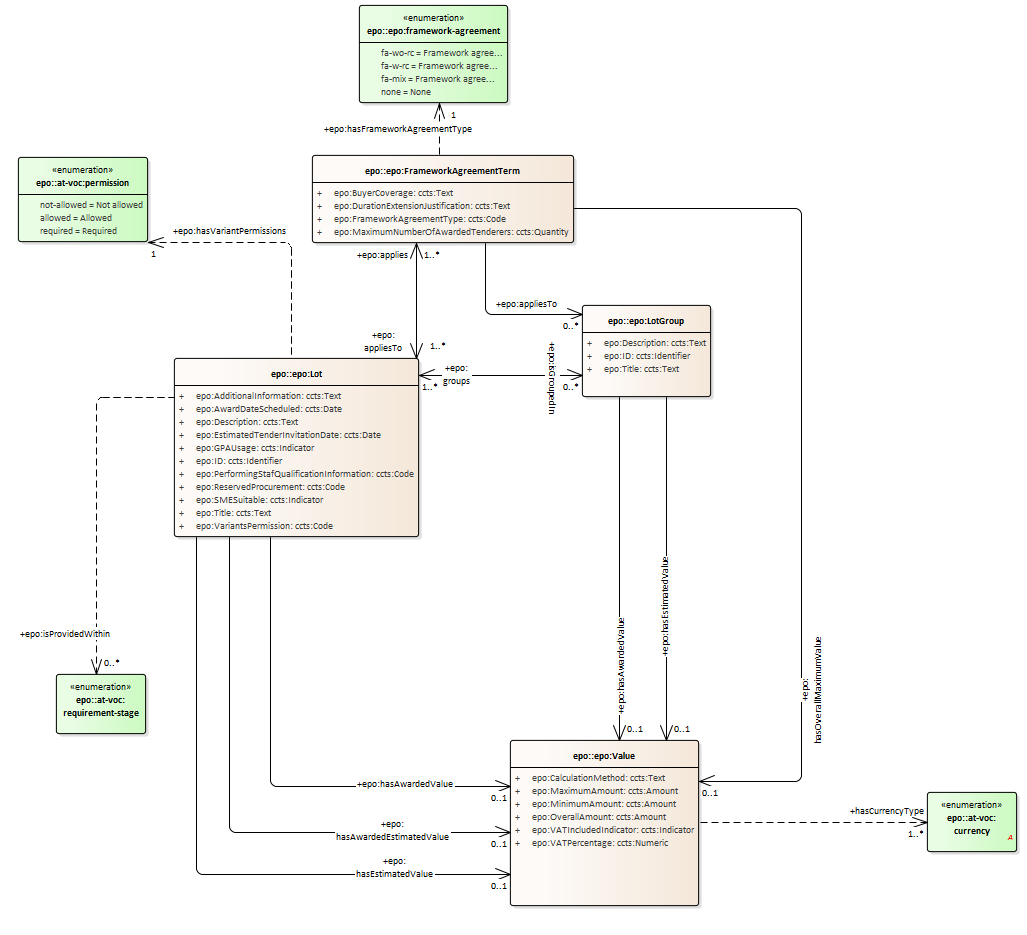 «enumeration»
epo::epo:framework-agreement
fa-wo-rc = Framework agree...
fa-w-rc = Framework agree...
fa-mix = Framework agree...
none = None
1
+epo:hasFrameworkAgreementType
«enumeration»
epo::at-voc:permission
not-allowed = Not allowed
allowed = Allowed
required = Required
+epo:hasVariantPermissions
1
epo::epo:FrameworkAgreementTerm
+ epo:BuyerCoverage: ccts:Text
+ epo:DurationExtensionJustification: ccts:Text
+ epo:FrameworkAgreementType: ccts:Code
+ epo:MaximumNumberOfAwardedTenderers: ccts:Quantity
+epo:applies 1..*
+epo:appliesTo
0..*
+epo:
appliesTo
1..*
epo::epo:LotGroup
+ epo:Description: ccts:Text
+ epo:ID: ccts:Identifier
+ epo:Title: ccts:Text
+epo:
groups
1..*
+epo:isGroupedIn
0..*
epo::epo:Lot
+ epo:AdditionalInformation: ccts:Text
+ epo:AwardDateScheduled: ccts:Date
+ epo:Description: ccts:Text
+ epo:EstimatedTenderInvitationDate: ccts:Date
+ epo:GPAUsage: ccts:Indicator
+ epo:ID: ccts:Identifier
+ epo:PerformingStafQualificationInformation: ccts:Code
+ epo:ReservedProcurement: ccts:Code
+ epo:SMESuitable: ccts:Indicator
+ epo:Title: ccts:Text
+ epo:VariantsPermission: ccts:Code
+epo:isProvidedWithin
0..*
«enumeration»
epo::at-voc:
requirement-stage
+epo:hasAwardedValue
0..1
+epo:hasEstimatedValue
0..1
+epo:
hasOverallMaximumValue
0..1
epo::epo:Value
+ epo:CalculationMethod: ccts:Text
+ epo:MaximumAmount: ccts:Amount
+ epo:MinimumAmount: ccts:Amount
+ epo:OverallAmount: ccts:Amount
+ epo:VATIncludedIndicator: ccts:Indicator
+ epo:VATPercentage: ccts:Numeric
+epo:hasAwardedValue
0..1
+epo:
hasAwardedEstimatedValue
0..1
+epo:
hasEstimatedValue
0..1
+hasCurrencyType
1..*
«enumeration»
epo::at-voc:
currency
A